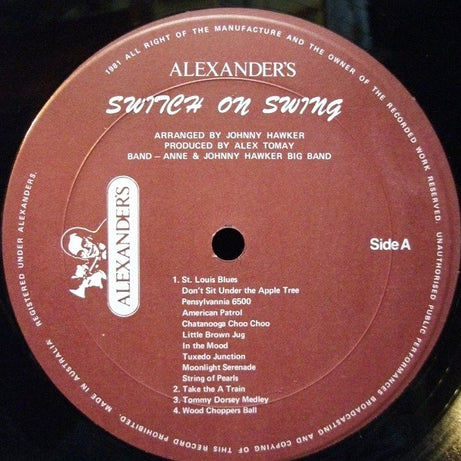 1981 ALL RIGHT OF THE MANUFACTURE AND THE OWNER OF THE RECORDED WORK RESERVED. UNAUTHORISED PUBLIC PERFORMANCES BROADCASTING AND COPYING OF THIS RECORD PROHIBITED. MADE IN AUSTRALIA. REGISTERED UNDER ALEXANDERS.
ALEXANDER'S
SWITCH ON SWING
ARRANGED BY JOHNNY HAWKER
PRODUCED BY ALEX TOMAY
BAND – ANNE & JOHNNY HAWKER BIG BAND
ALEXANDER'S
Side A
1. St. Louis Blues
Don't Sit Under the Apple Tree
Pensylvannia 6500
American Patrol
Chatanooga Choo Choo
Little Brown Jug
In the Mood
Tuxedo Junction
Moonlight Serenade
String of Pearls
2. Take the A Train
3. Tommy Dorsey Medley
4. Wood Choppers Ball